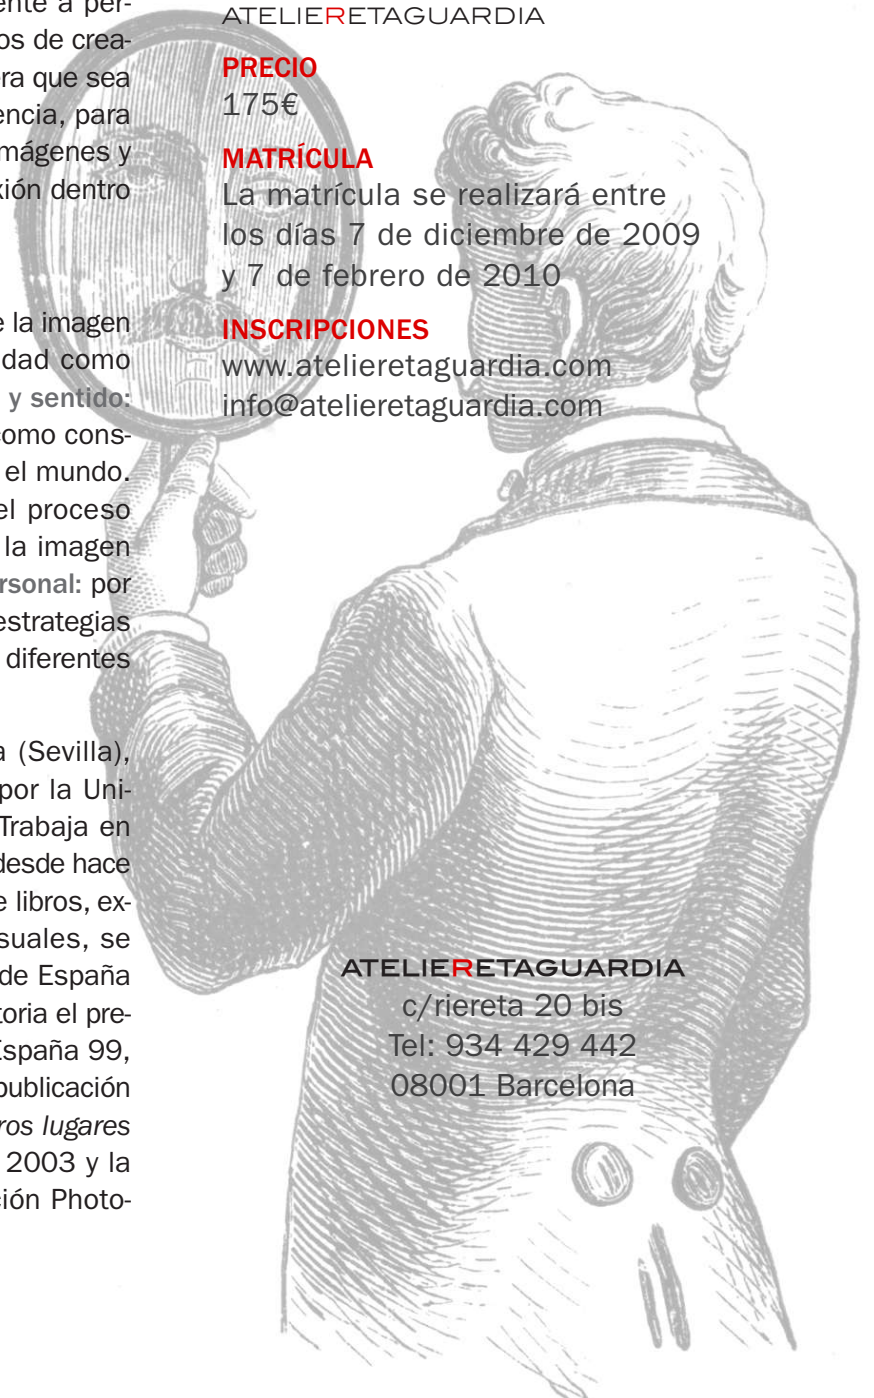 ente a per-
os de crea-
era que sea
encia, para
mágenes y
xión dentro
e la imagen
dad como
y sentido:
como cons-
el mundo.
el proceso
la imagen
ersonal: por
estrategias
diferentes
a (Sevilla),
por la Uni-
Trabaja en
desde hace
e libros, ex-
suales, se
de España
toria el pre-
España 99,
publicación
ros lugares
2003 y la
ción Photo-
ATELIERETAGUARDIA
PRECIO
175€
MATRÍCULA
La matrícula se realizará entre
los días 7 de diciembre de 2009
y 7 de febrero de 2010
INSCRIPCIONES
www.atelieretaguardia.com
info@atelieretaguardia.com
ATELIERETAGUARDIA
c/riereta 20 bis
Tel: 934 429 442
08001 Barcelona